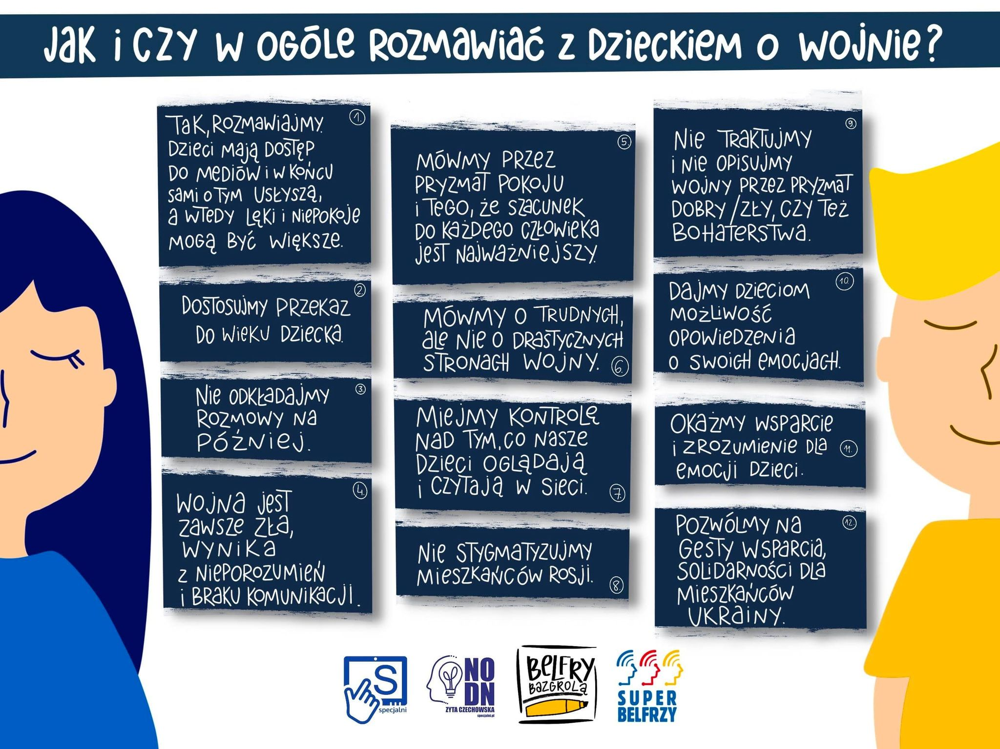 JAK I CZY W OGÓLE ROZMAWIAĆ Z DZIECKIEM O WOJNIE?
1.
TAK, ROZMAWIAJMY.
DZIECI MAJĄ DOSTĘP
DO MEDIÓW I W KOŃCU
SAMI O TYM USŁYSZĄ,
A WTEDY LĘKI I NIEPOKOJE
MOGĄ BYĆ WIĘKSZE.
2.
DOSTOSUJMY PRZEKAZ
DO WIEKU DZIECKA.
3.
NIE ODKŁADAJMY
ROZMOWY NA
PÓŹNIEJ.
4.
WOJNA JEST
ZAWSZE ZŁA,
WYNIKA
Z NIEPOROZUMIEŃ
I BRAKU KOMUNIKACJI.
5.
MÓWMY PRZEZ
PRYZMAT POKOJU
I TEGO, ŻE SZACUNEK
DO KAŻDEGO CZŁOWIEKA
JEST NAJWAŻNIEJSZY.
MÓWMY O TRUDNYCH,
ALE NIE O DRASTYCZNYCH
STRONACH WOJNY.
6.
MIEJMY KONTROLĘ
NAD TYM, CO NASZE
DZIECI OGLĄDAJĄ
I CZYTAJĄ W SIECI.
7.
NIE STYGMATYZUJMY
MIESZKAŃCÓW ROSJI.
8.
9.
NIE TRAKTUJMY
I NIE OPISUJMY
WOJNY PRZEZ PRYZMAT
DOBRY/ZŁY, CZY TEŻ
BOHATERSTWA.
10.
DAJMY DZIECIOM
MOŻLIWOŚĆ
OPOWIEDZENIA
O SWOICH EMOCJACH.
OKAŻMY WSPARCIE
I ZROZUMIENIE DLA
EMOCJI DZIECI.
11.
12.
POZWÓLMY NA
GESTY WSPARCIA,
SOLIDARNOŚCI DLA
MIESZKAŃCÓW
UKRAINY.
S
specjalni
NO
DN
ZYTA CZECHOWSKA
specjalni.pl
BELFRY
BAZGROLĄ
SUPER
BELFRZY